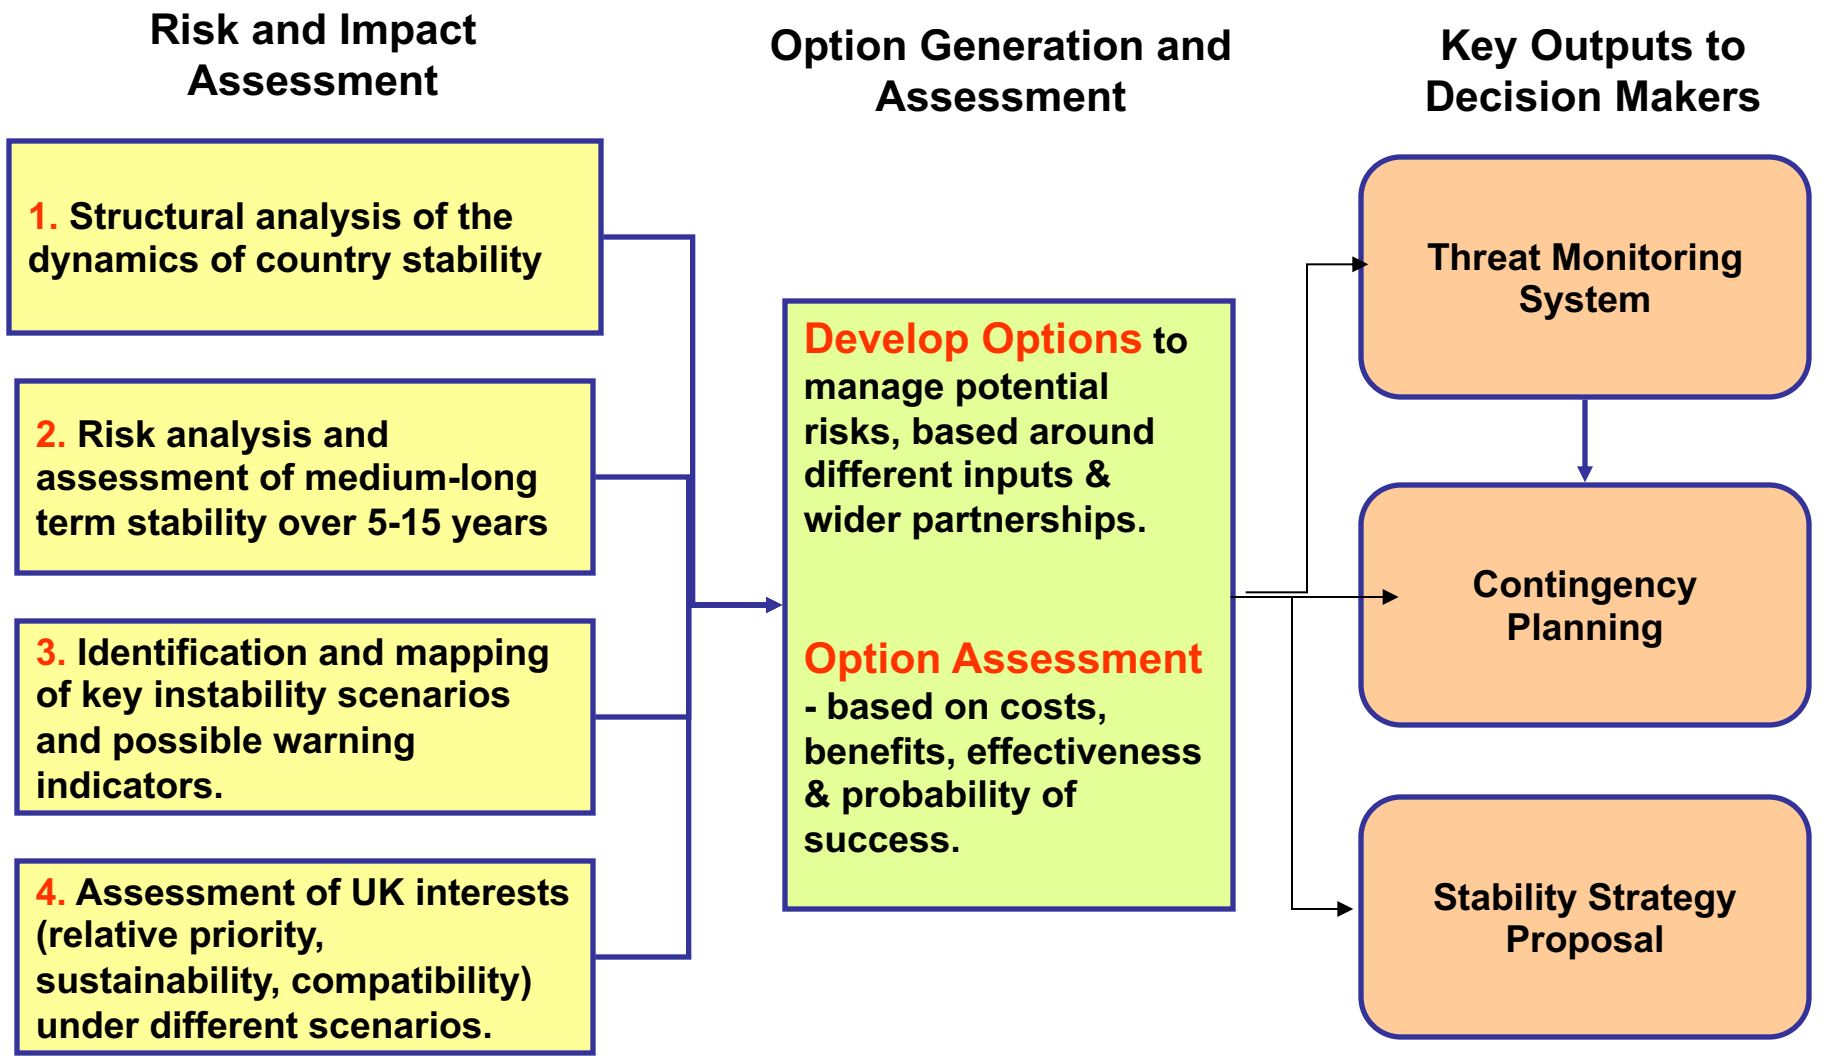 Risk and Impact
Assessment
Option Generation and
Assessment
Key Outputs to
Decision Makers
1. Structural analysis of the
dynamics of country stability
2. Risk analysis and
assessment of medium-long
term stability over 5-15 years
3. Identification and mapping
of key instability scenarios
and possible warning
indicators.
4. Assessment of UK interests
(relative priority,
sustainability, compatibility)
under different scenarios.
Develop Options to
manage potential
risks, based around
different inputs &
wider partnerships.
Option Assessment
- based on costs,
benefits, effectiveness
& probability of
success.
Threat Monitoring
System
Contingency
Planning
Stability Strategy
Proposal